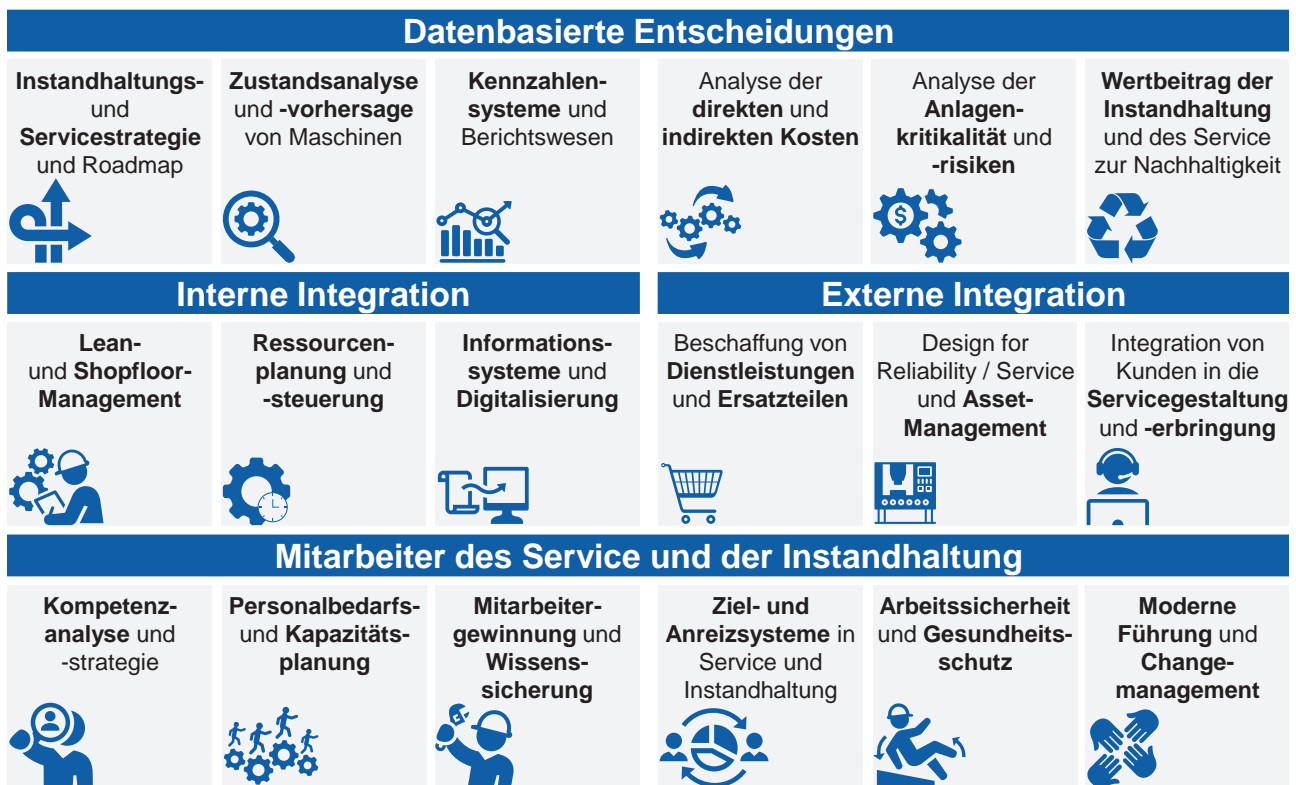 Datenbasierte Entscheidungen
Instandhaltungs-
und
Servicestrategie
und Roadmap
Zustandsanalyse
und -vorhersage
von Maschinen
Kennzahlen-
systeme und
Berichtswesen
Analyse der
direkten und
indirekten Kosten
Analyse der
Anlagen-
kritikalität und
-risiken
Wertbeitrag der
Instandhaltung
und des Service
zur Nachhaltigkeit
$
Interne Integration
Externe Integration
Lean-
und Shopfloor-
Management
Ressourcen-
planung und
-steuerung
Informations-
systeme und
Digitalisierung
Beschaffung von
Dienstleistungen
und Ersatzteilen
Design for
Reliability / Service
und Asset-
Management
Integration von
Kunden in die
Servicegestaltung
und -erbringung
Mitarbeiter des Service und der Instandhaltung
Kompetenz-
analyse und
-strategie
Personalbedarfs-
und Kapazitäts-
planung
Mitarbeiter-
gewinnung und
Wissens-
sicherung
Ziel- und
Anreizsysteme in
Service und
Instandhaltung
Arbeitssicherheit
und Gesundheits-
schutz
Moderne
Führung und
Change-
management